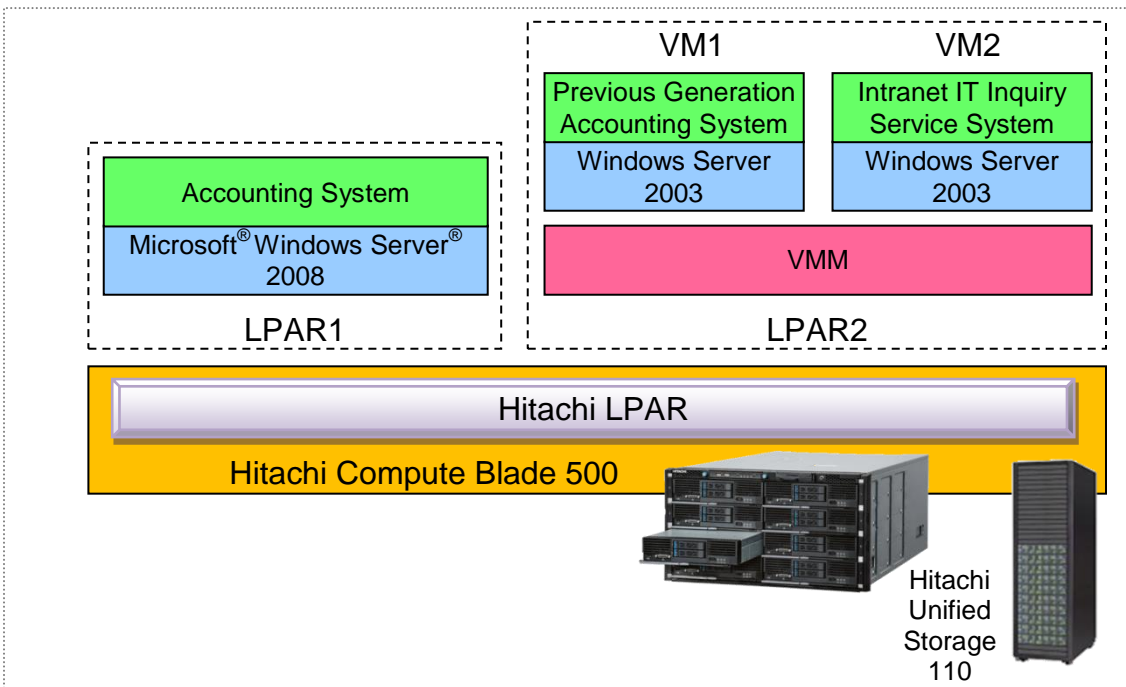 VM1
VM2
Previous Generation
Accounting System
Windows Server
2003
Intranet IT Inquiry
Service System
Windows Server
2003
Accounting System
Microsoft® Windows Server®
2008
VMM
LPAR1
LPAR2
Hitachi LPAR
Hitachi Compute Blade 500
Hitachi
Unified
Storage
110